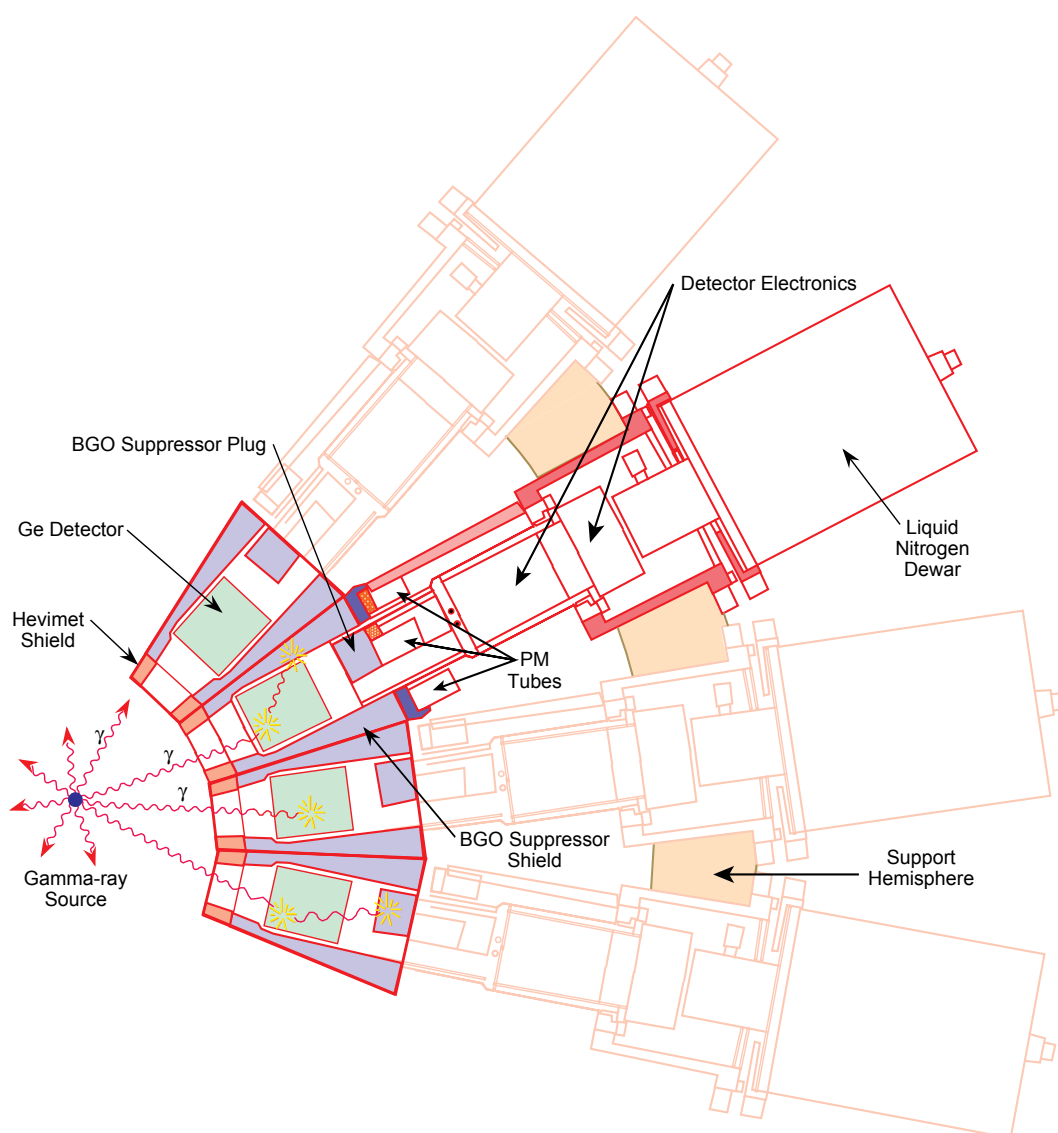 Detector Electronics
BGO Suppressor Plug
Ge Detector
Liquid
Nitrogen
Dewar
Hevimet
Shield
PM
Tubes
γ
γ
BGO Suppressor
Shield
Gamma-ray
Source
Support
Hemisphere